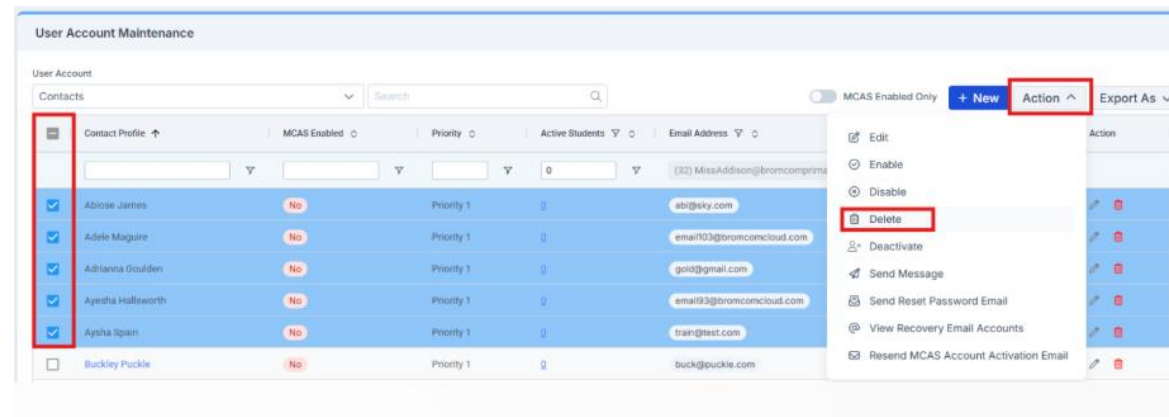 User Account Maintenance
User Account
Contacts Search MCAS Enabled Only + New Action Export As
Contact Profile MCAS Enabled Priority Active Students Email Address Action
0 (32) MissAddison@bromcomprima
Abiose James No Priority 1 0 abi@sky.com
Adele Maguire No Priority 1 0 email103@bromcomcloud.com
Adrianna Goulden No Priority 1 0 gold@gmail.com
Ayesha Hallsworth No Priority 1 0 email93@bromcomcloud.com
Aysha Spain No Priority 1 0 train@test.com
Buckley Puckle No Priority 1 0 buck@puckle.com
Edit
Enable
Disable
Delete
Deactivate
Send Message
Send Reset Password Email
View Recovery Email Accounts
Resend MCAS Account Activation Email